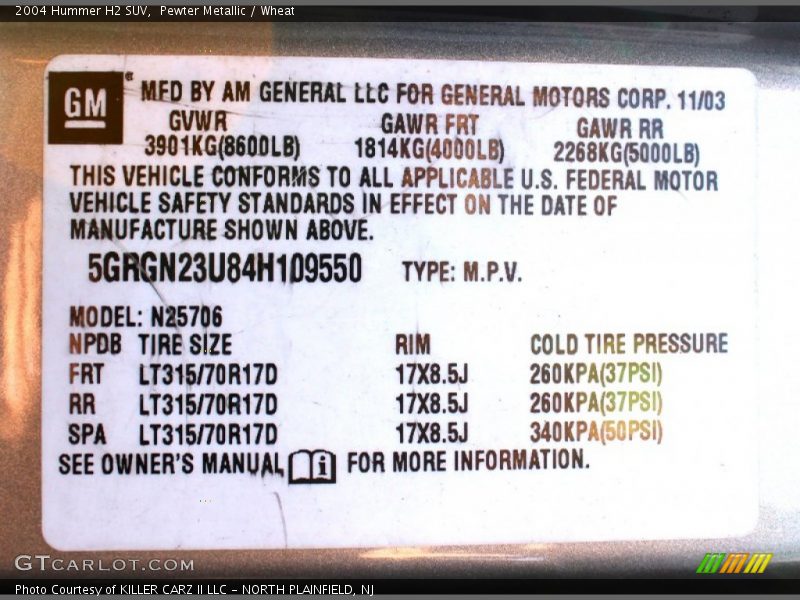 2004 Hummer H2 SUV,  Pewter Metallic / Wheat
GM
® MFD BY AM GENERAL LLC FOR GENERAL MOTORS CORP. 11/03
GVWR GAWR FRT GAWR RR
3901KG(8600LB) 1814KG(4000LB) 2268KG(5000LB)
THIS VEHICLE CONFORMS TO ALL APPLICABLE U.S. FEDERAL MOTOR
VEHICLE SAFETY STANDARDS IN EFFECT ON THE DATE OF
MANUFACTURE SHOWN ABOVE.
5GRGN23U84H109550 TYPE: M.P.V.
MODEL: N25706
NPDB TIRE SIZE RIM COLD TIRE PRESSURE
FRT LT315/70R17D 17X8.5J 260KPA(37PSI)
RR LT315/70R17D 17X8.5J 260KPA(37PSI)
SPA LT315/70R17D 17X8.5J 340KPA(50PSI)
SEE OWNER'S MANUAL i FOR MORE INFORMATION.
GTCARLOT.COM
Photo Courtesy of KILLER CARZ II LLC - NORTH PLAINFIELD, NJ